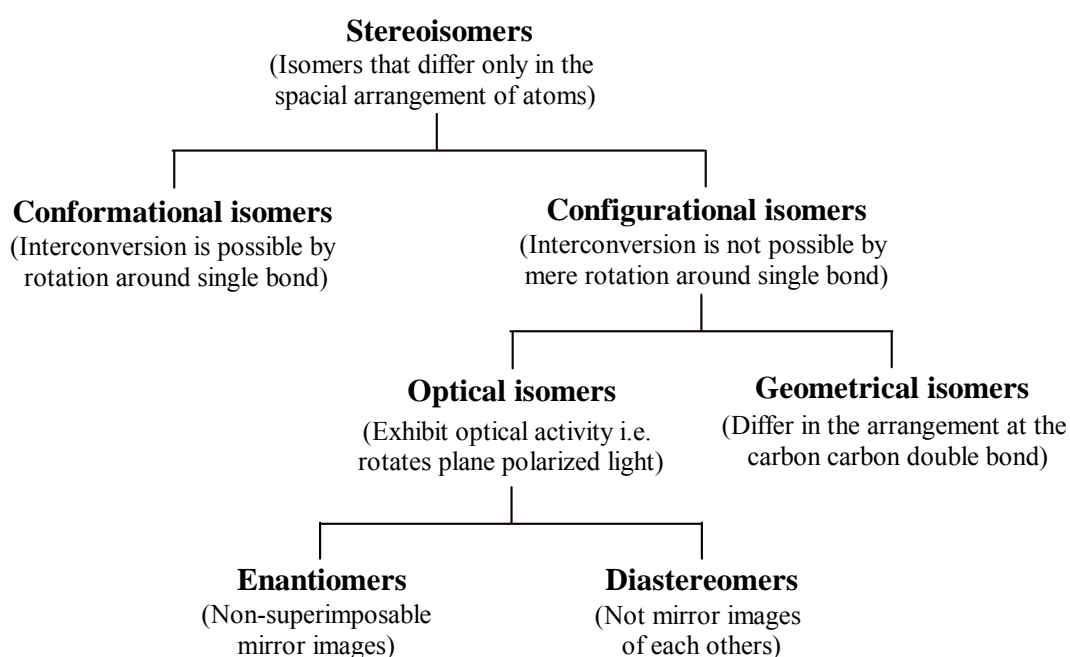 Stereoisomers
(Isomers that differ only in the
spacial arrangement of atoms)
Conformational isomers
(Interconversion is possible by
rotation around single bond)
Configurational isomers
(Interconversion is not possible by
mere rotation around single bond)
Optical isomers
(Exhibit optical activity i.e.
rotates plane polarized light)
Geometrical isomers
(Differ in the arrangement at the
carbon carbon double bond)
Enantiomers
(Non-superimposable
mirror images)
Diastereomers
(Not mirror images
of each others)